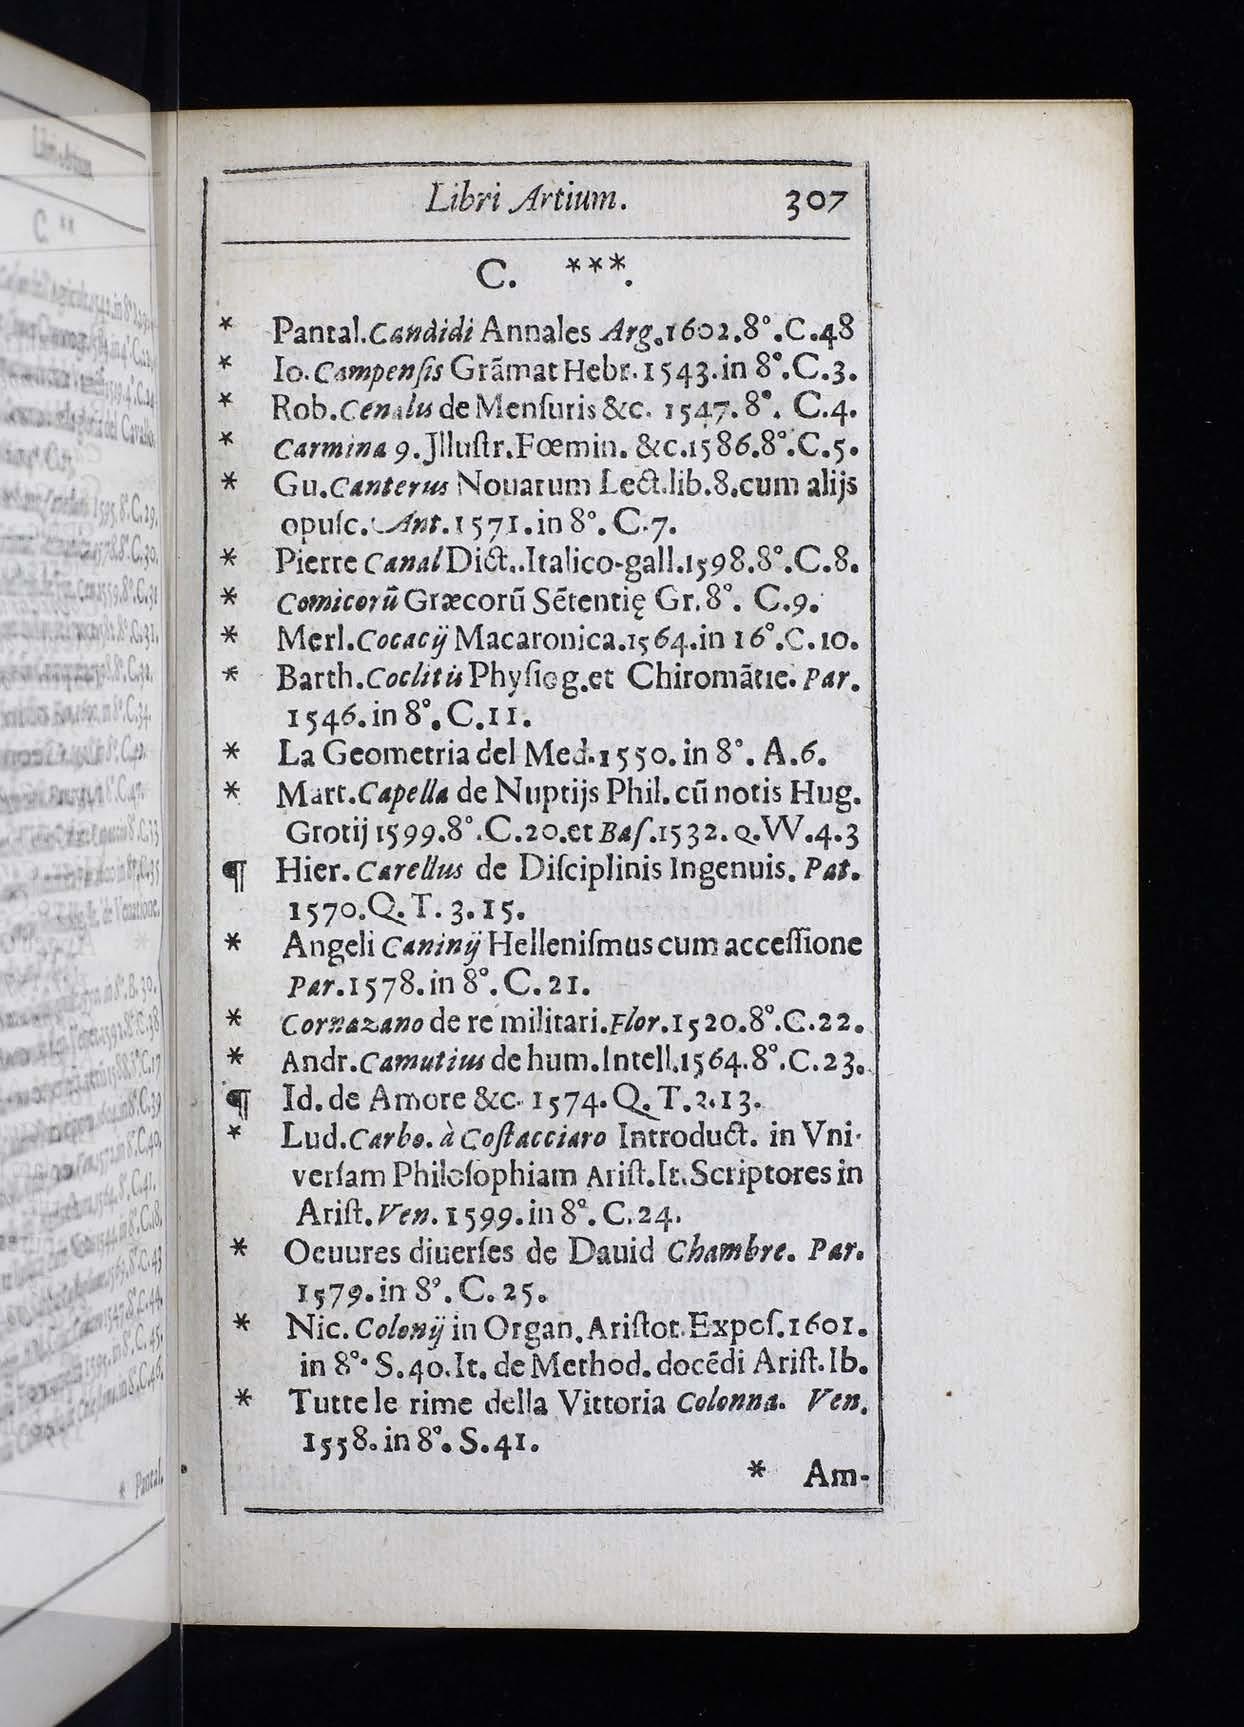 Libri Artium. 307
C. ***.
* Pantal. Candidi Annales Arg. 1602. 8°. C. 48
* Io. Campenſis Grãmat Hebr. 1543. in 8°. C. 3.
* Rob. Cenalus de Menſuris &c. 1547. 8°. C. 4.
* Carmina 9. Jlluſtr. Fœmin. &c. 1586. 8°. C. 5.
* Gu. Canterus Nouarum Lect. lib. 8. cum alijs
opuſc. Ant. 1571. in 8°. C. 7.
* Pierre Canal Dict. Italico-gall. 1598. 8°. C. 8.
* Comicorũ Græcorũ Sẽtentię Gr. 8°. C. 9.
* Merl. Cocacij Macaronica. 1564. in 16°. C. 10.
* Barth. Coclitis Phyſiog. et Chiromãtie. Par.
1546. in 8°. C. 11.
* La Geometria del Med. 1550. in 8°. A. 6.
* Mart. Capella de Nuptijs Phil. cũ notis Hug.
Grotij 1599. 8°. C. 20. et Baſ. 1532. Q. W. 4. 3
¶ Hier. Carellus de Diſciplinis Ingenuis. Pat.
1570. Q. T. 3. 15.
* Angeli Caninij Helleniſmus cum acceſſione
Par. 1578. in 8°. C. 21.
* Cornazano de re militari. Flor. 1520. 8°. C. 22.
* Andr. Camutius de hum. Intell. 1564. 8°. C. 23.
¶ Id. de Amore &c. 1574. Q. T. 2. 13.
* Lud. Carbo. à Coſtacciaro Introduct. in Vni-
verſam Philoſophiam Ariſt. It. Scriptores in
Ariſt. Ven. 1599. in 8°. C. 24.
* Oeuures diuerſes de Dauid Chambre. Par.
1579. in 8°. C. 25.
* Nic. Colonij in Organ. Ariſtot. Expoſ. 1601.
in 8°. S. 40. It. de Method. docẽdi Ariſt. Ib.
* Tutte le rime della Vittoria Colonna. Ven.
1558. in 8°. S. 41.
* Am-